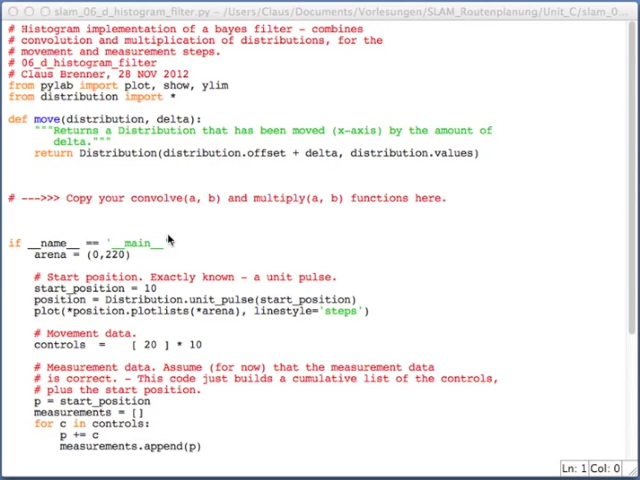 slam_06_d_histogram_filter.py - /Users/Claus/Documents/Vorlesungen/SLAM_Routenplanung/Unit_C/slam_0...
# Histogram implementation of a bayes filter - combines
# convolution and multiplication of distributions, for the
# movement and measurement steps.
# 06_d_histogram_filter
# Claus Brenner, 28 NOV 2012
from pylab import plot, show, ylim
from distribution import *
def move(distribution, delta):
    """Returns a Distribution that has been moved (x-axis) by the amount of
       delta."""
    return Distribution(distribution.offset + delta, distribution.values)
# --->>> Copy your convolve(a, b) and multiply(a, b) functions here.
if __name__ == '__main__
    arena = (0,220)
    # Start position. Exactly known - a unit pulse.
    start_position = 10
    position = Distribution.unit_pulse(start_position)
    plot(*position.plotlists(*arena), linestyle='steps')
    # Movement data.
    controls  =    [ 20 ] * 10
    # Measurement data. Assume (for now) that the measurement data
    # is correct. - This code just builds a cumulative list of the controls,
    # plus the start position.
    p = start_position
    measurements = []
    for c in controls:
        p += c
        measurements.append(p)
Ln: 1 Col: 0